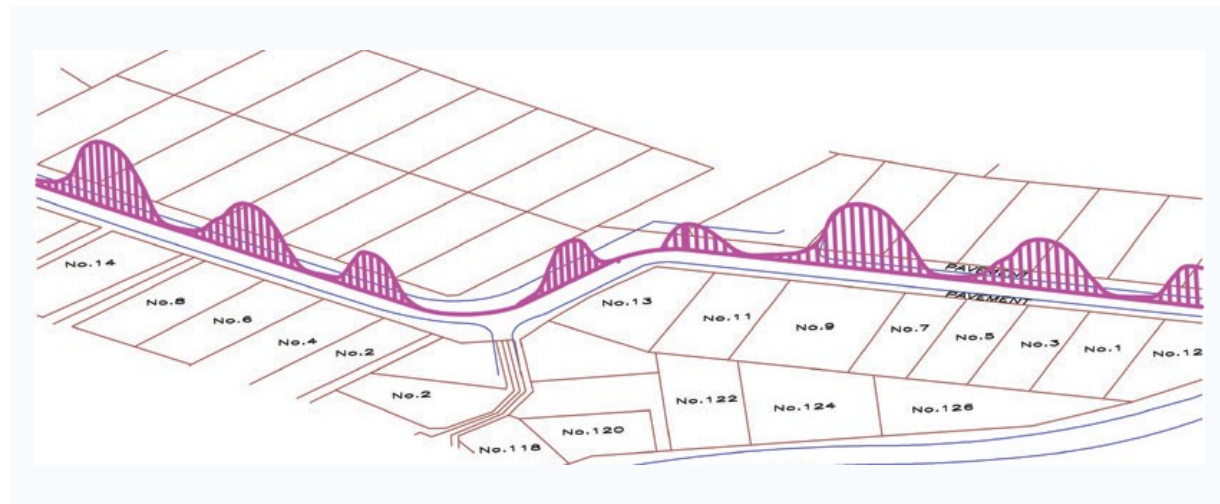 PAVEMENT
PAVEMENT
No.14
No.8
No.6
No.4
No.2
No.13
No.11
No.9
No.7
No.5
No.3
No.1
No.12
No.2
No.122
No.124
No.126
No.118
No.120